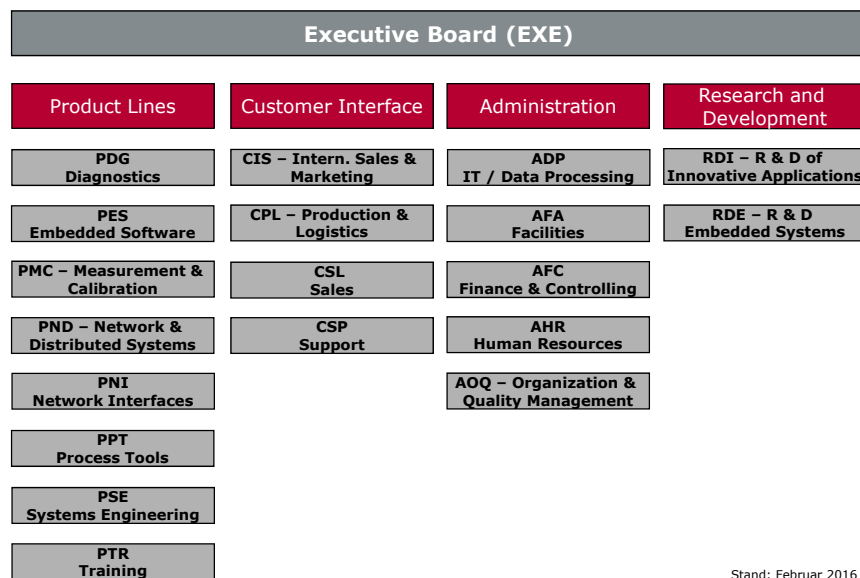 Executive Board (EXE)
Product Lines
PDG
Diagnostics
PES
Embedded Software
PMC – Measurement &
Calibration
PND – Network &
Distributed Systems
PNI
Network Interfaces
PPT
Process Tools
PSE
Systems Engineering
PTR
Training
Customer Interface
CIS – Intern. Sales &
Marketing
CPL – Production &
Logistics
CSL
Sales
CSP
Support
Administration
ADP
IT / Data Processing
AFA
Facilities
AFC
Finance & Controlling
AHR
Human Resources
AOQ – Organization &
Quality Management
Research and
Development
RDI – R & D of
Innovative Applications
RDE – R & D
Embedded Systems
Stand: Februar 2016